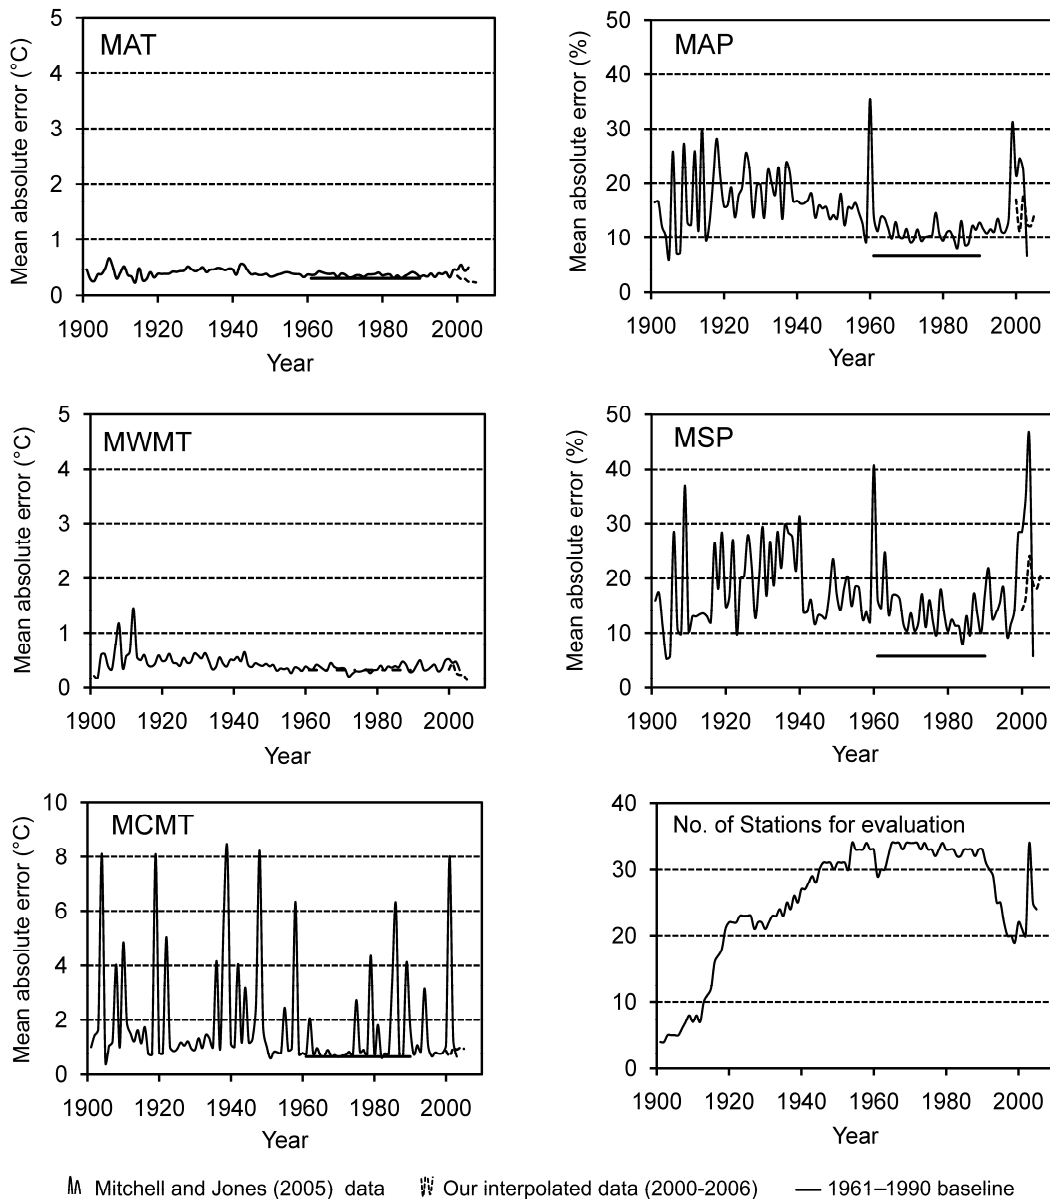 MAT
Mean absolute error (°C)
5
4
3
2
1
0
1900 1920 1940 1960 1980 2000
Year
MAP
Mean absolute error (%)
50
40
30
20
10
0
1900 1920 1940 1960 1980 2000
Year
MWMT
Mean absolute error (°C)
5
4
3
2
1
0
1900 1920 1940 1960 1980 2000
Year
MSP
Mean absolute error (%)
50
40
30
20
10
0
1900 1920 1940 1960 1980 2000
Year
MCMT
Mean absolute error (°C)
10
8
6
4
2
0
1900 1920 1940 1960 1980 2000
Year
No. of Stations for evaluation
40
30
20
10
0
1900 1920 1940 1960 1980 2000
Year
Mitchell and Jones (2005) data Our interpolated data (2000-2006) 1961–1990 baseline